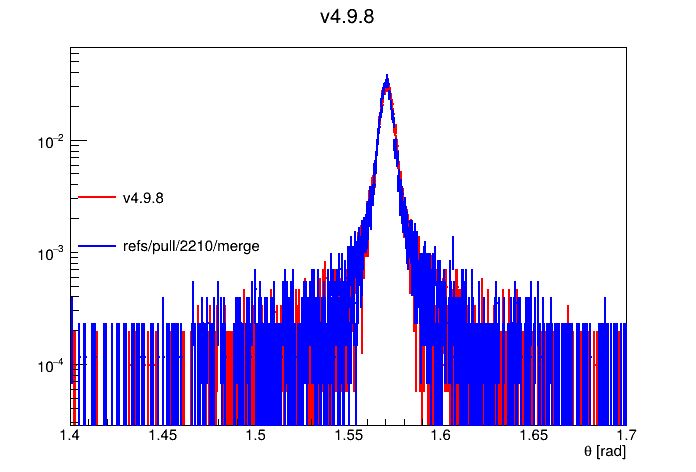 v4.9.8
10⁻²
v4.9.8
refs/pull/2210/merge
10⁻³
10⁻⁴
1.4 1.45 1.5 1.55 1.6 1.65 1.7
θ [rad]